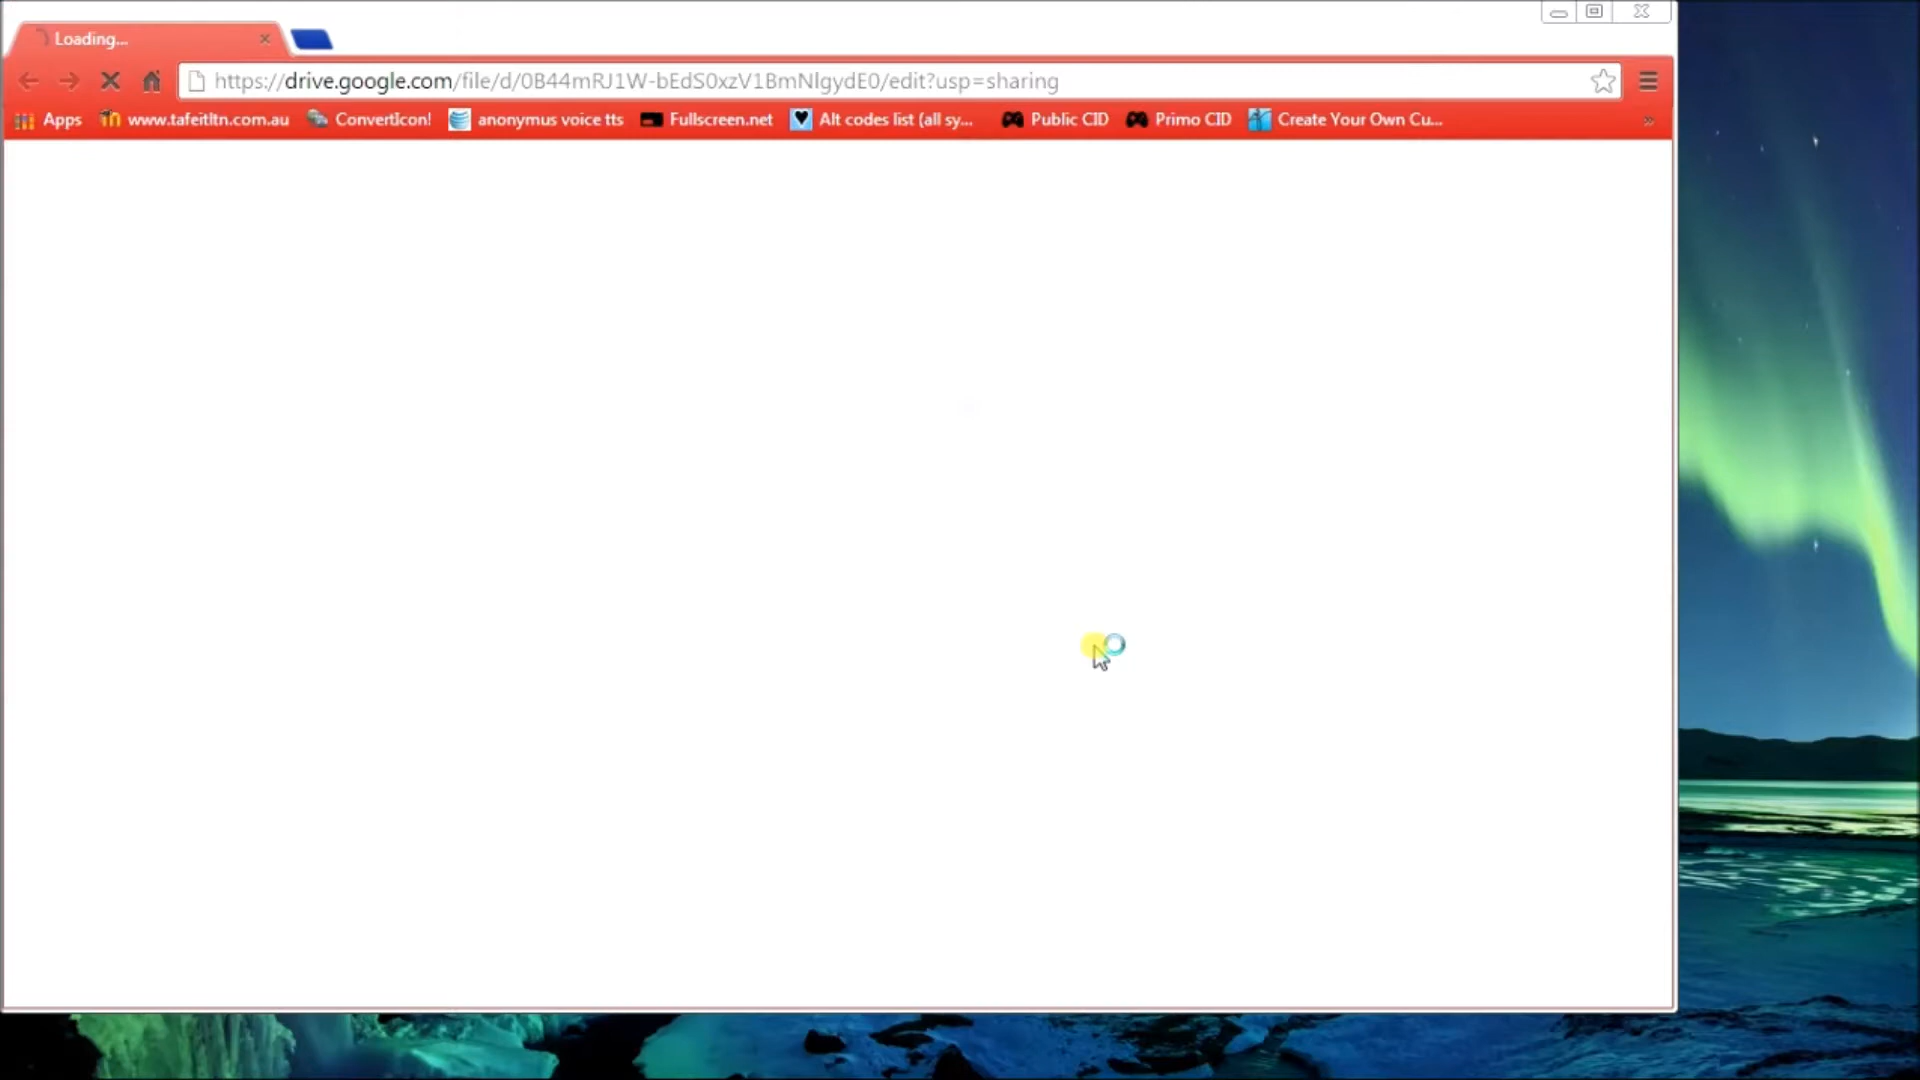 Loading...
https://drive.google.com/file/d/0B44mRJ1W-bEdS0xzV1BmNlgydE0/edit?usp=sharing
Apps www.tafeitltn.com.au ConvertIcon! anonymus voice tts Fullscreen.net Alt codes list (all sy... Public CID Primo CID Create Your Own Cu... »